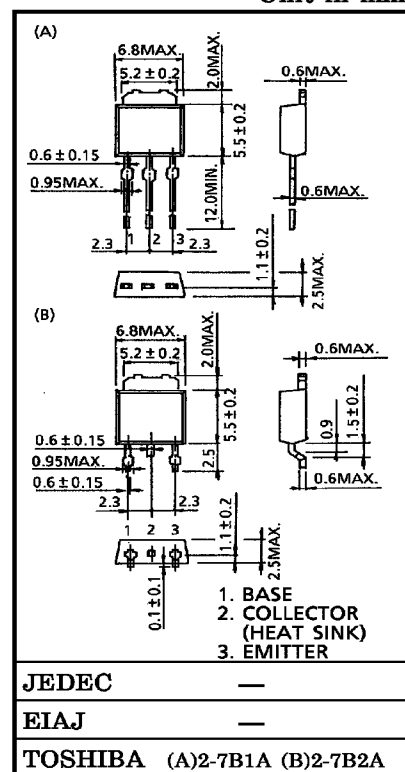 (A)
6.8MAX.
5.2 ± 0.2
2.0MAX.
0.6MAX.
5.5 ± 0.2
0.6 ± 0.15
0.95MAX.
12.0MIN.
0.6MAX.
2.3 1 2 3 2.3
1.1 ± 0.2
2.5MAX.
(B)
6.8MAX.
5.2 ± 0.2
2.0MAX.
0.6MAX.
5.5 ± 0.2
0.6 ± 0.15
0.95MAX.
2.5
0.9
1.5 ± 0.2
0.6 ± 0.15
0.6MAX.
2.3 2.3
1 2 3
1.1 ± 0.2
2.5MAX.
0.1 ± 0.1
1. BASE
2. COLLECTOR
(HEAT SINK)
3. EMITTER
JEDEC —
EIAJ —
TOSHIBA (A)2-7B1A (B)2-7B2A